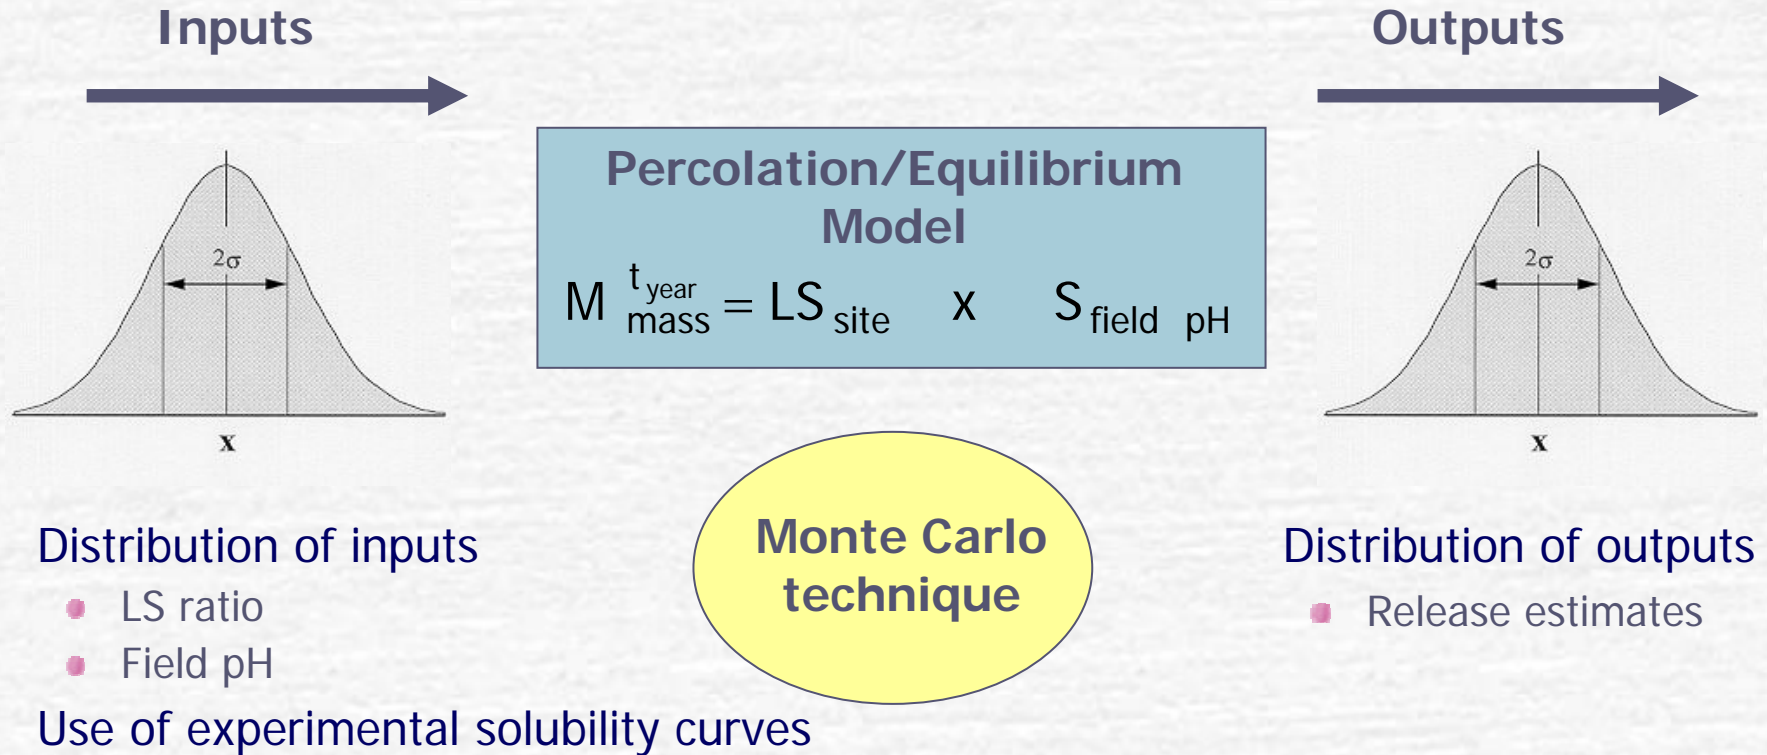 Inputs
Outputs
Percolation/Equilibrium
Model
M t year mass = LS site x S field pH
2σ
x
2σ
x
Monte Carlo
technique
Distribution of inputs
LS ratio
Field pH
Use of experimental solubility curves
Distribution of outputs
Release estimates